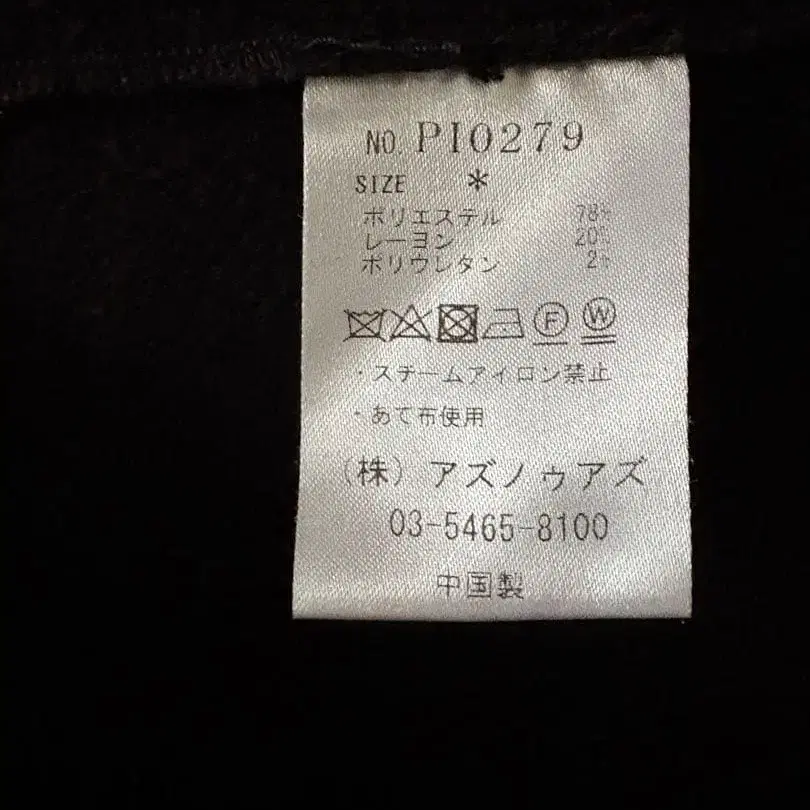 NO. PI0279
SIZE *
ポリエステル 78%
レーヨン 20%
ポリウレタン 2%
F W
・スチームアイロン禁止
・あて布使用
(株) アズノゥアズ
03-5465-8100
中国製